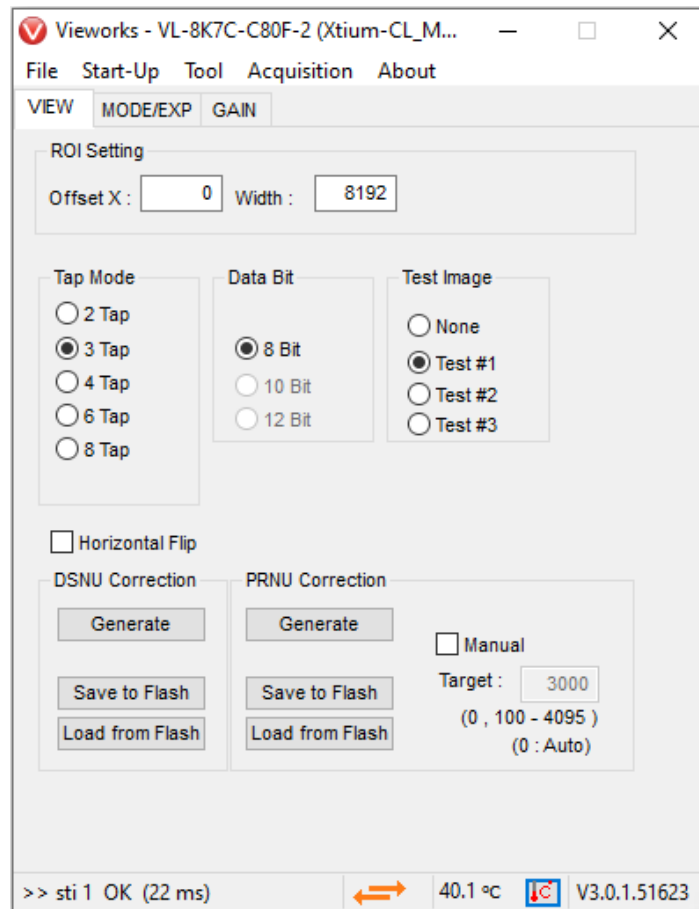 Vieworks - VL-8K7C-C80F-2 (Xtium-CL_M...
File Start-Up Tool Acquisition About
VIEW MODE/EXP GAIN
ROI Setting
Offset X : 0 Width : 8192
Tap Mode Data Bit Test Image
2 Tap
None
3 Tap 8 Bit
Test #1
4 Tap 10 Bit
Test #2
6 Tap 12 Bit
Test #3
8 Tap
Horizontal Flip
DSNU Correction PRNU Correction
Generate Generate
Manual
Target : 3000
Save to Flash Save to Flash
(0 , 100 - 4095 )
Load from Flash Load from Flash
(0 : Auto)
>> sti 1 OK (22 ms) 40.1 ºC C V3.0.1.51623